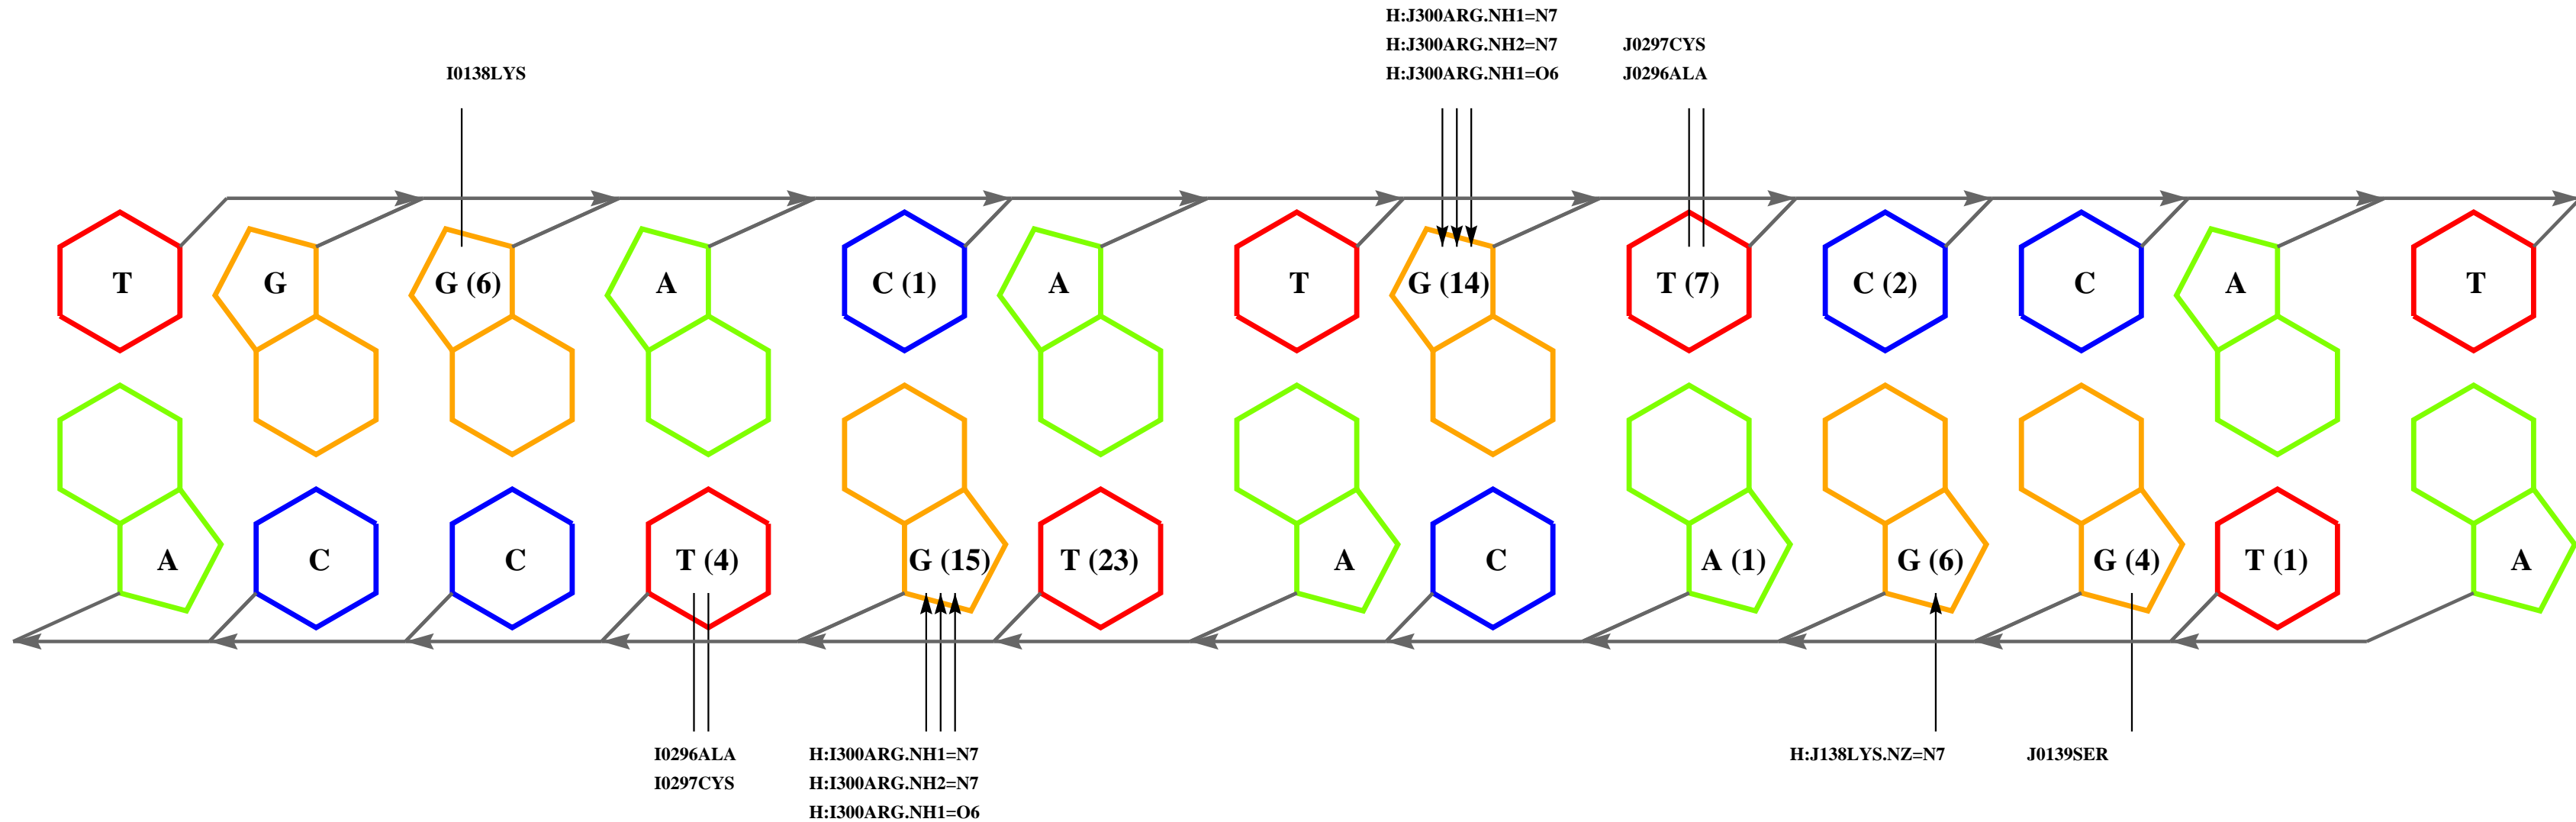 H:J300ARG.NH1=N7
H:J300ARG.NH2=N7 J0297CYS
I0138LYS H:J300ARG.NH1=O6 J0296ALA
T G G (6) A C (1) A T G (14) T (7) C (2) C A T
A C C T (4) G (15) T (23) A C A (1) G (6) G (4) T (1) A
I0296ALA H:I300ARG.NH1=N7 H:J138LYS.NZ=N7 J0139SER
I0297CYS H:I300ARG.NH2=N7
H:I300ARG.NH1=O6